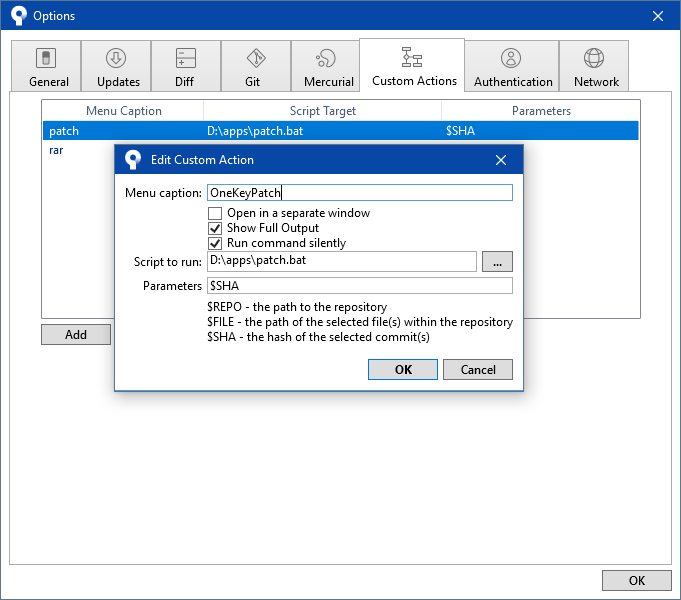 Options
General Updates Diff Git Mercurial Custom Actions Authentication Network
Menu Caption Script Target Parameters
patch D:\apps\patch.bat $SHA
rar
Edit Custom Action
Menu caption: OneKeyPatch
Open in a separate window
Show Full Output
Run command silently
Script to run: D:\apps\patch.bat ...
Parameters $SHA
$REPO - the path to the repository
$FILE - the path of the selected file(s) within the repository
$SHA - the hash of the selected commit(s)
Add
OK Cancel
OK